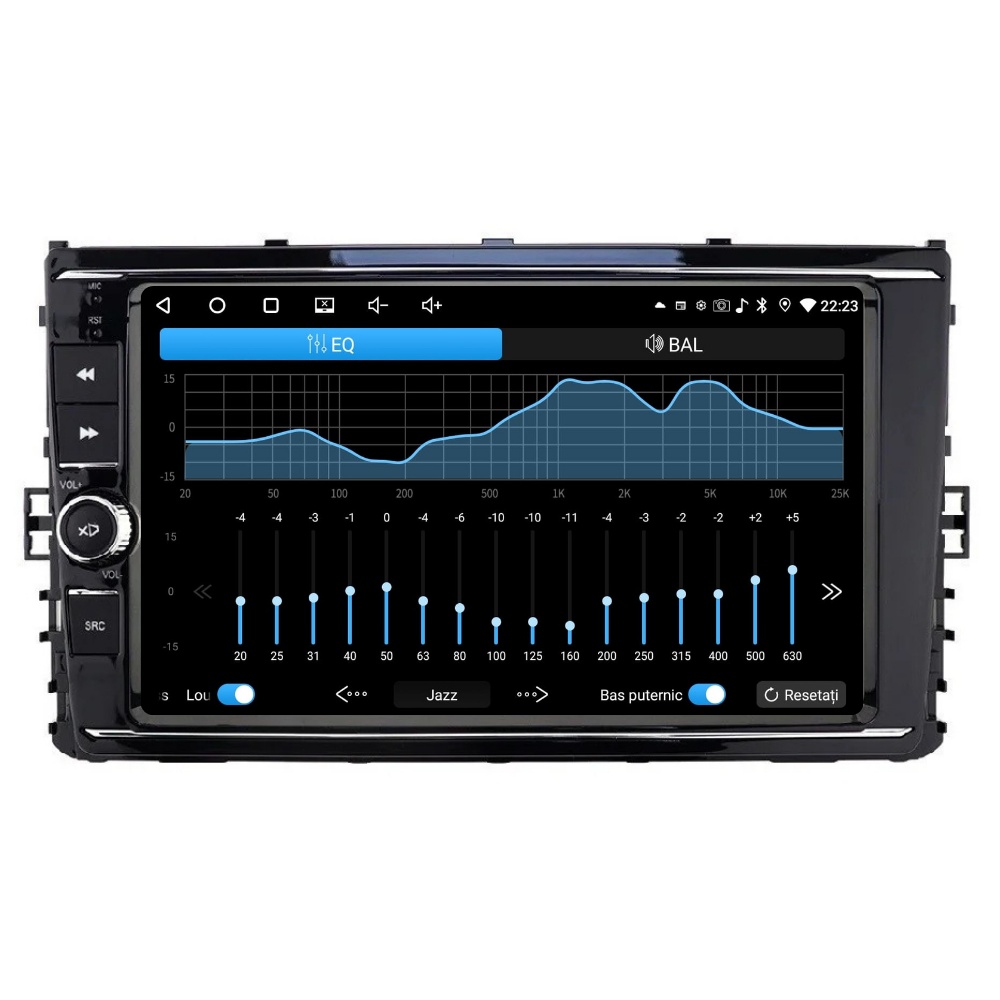 MIC
RST
VOL+
VOL-
SRC
22:23
EQ BAL
15
0
-15
20 50 100 200 500 1K 2K 5K 10K 25K
-4 -4 -3 -1 0 -4 -6 -10 -10 -11 -4 -3 -2 -2 +2 +5
15
0
-15
20 25 31 40 50 63 80 100 125 160 200 250 315 400 500 630
s Lou Jazz Bas puternic Resetați